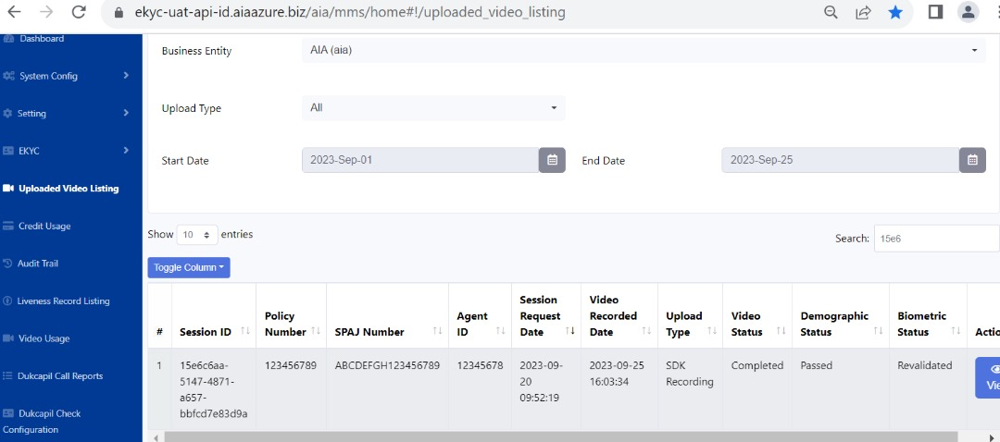 ekyc-uat-api-id.aiaazure.biz/aia/mms/home#!/uploaded_video_listing
Dashboard
System Config
Setting
EKYC
Uploaded Video Listing
Credit Usage
Audit Trail
Liveness Record Listing
Video Usage
Dukcapil Call Reports
Dukcapil Check
Configuration
Business Entity AIA (aia)
Upload Type All
Start Date 2023-Sep-01 End Date 2023-Sep-25
Show 10 entries Search: 15e6
Toggle Column
Session Video
Policy Agent Request Recorded Upload Video Demographic Biometric
# Session ID Number SPAJ Number ID Date Date Type Status Status Status Actio
1 15e6c6aa- 123456789 ABCDEFGH123456789 12345678 2023-09- 2023-09-25 SDK Completed Passed Revalidated
5147-4871- 20 16:03:34 Recording Vie
a657- 09:52:19
bbfcd7e83d9a